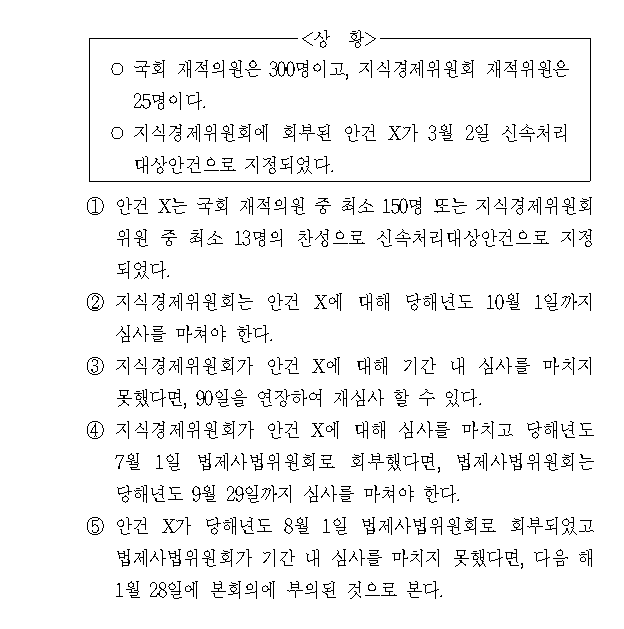 <상 황>
○ 국회 재적의원은 300명이고, 지식경제위원회 재적위원은
25명이다.
○ 지식경제위원회에 회부된 안건 X가 3월 2일 신속처리
대상안건으로 지정되었다.
① 안건 X는 국회 재적의원 중 최소 150명 또는 지식경제위원회
위원 중 최소 13명의 찬성으로 신속처리대상안건으로 지정
되었다.
② 지식경제위원회는 안건 X에 대해 당해년도 10월 1일까지
심사를 마쳐야 한다.
③ 지식경제위원회가 안건 X에 대해 기간 내 심사를 마치지
못했다면, 90일을 연장하여 재심사 할 수 있다.
④ 지식경제위원회가 안건 X에 대해 심사를 마치고 당해년도
7월 1일 법제사법위원회로 회부했다면, 법제사법위원회는
당해년도 9월 29일까지 심사를 마쳐야 한다.
⑤ 안건 X가 당해년도 8월 1일 법제사법위원회로 회부되었고
법제사법위원회가 기간 내 심사를 마치지 못했다면, 다음 해
1월 28일에 본회의에 부의된 것으로 본다.